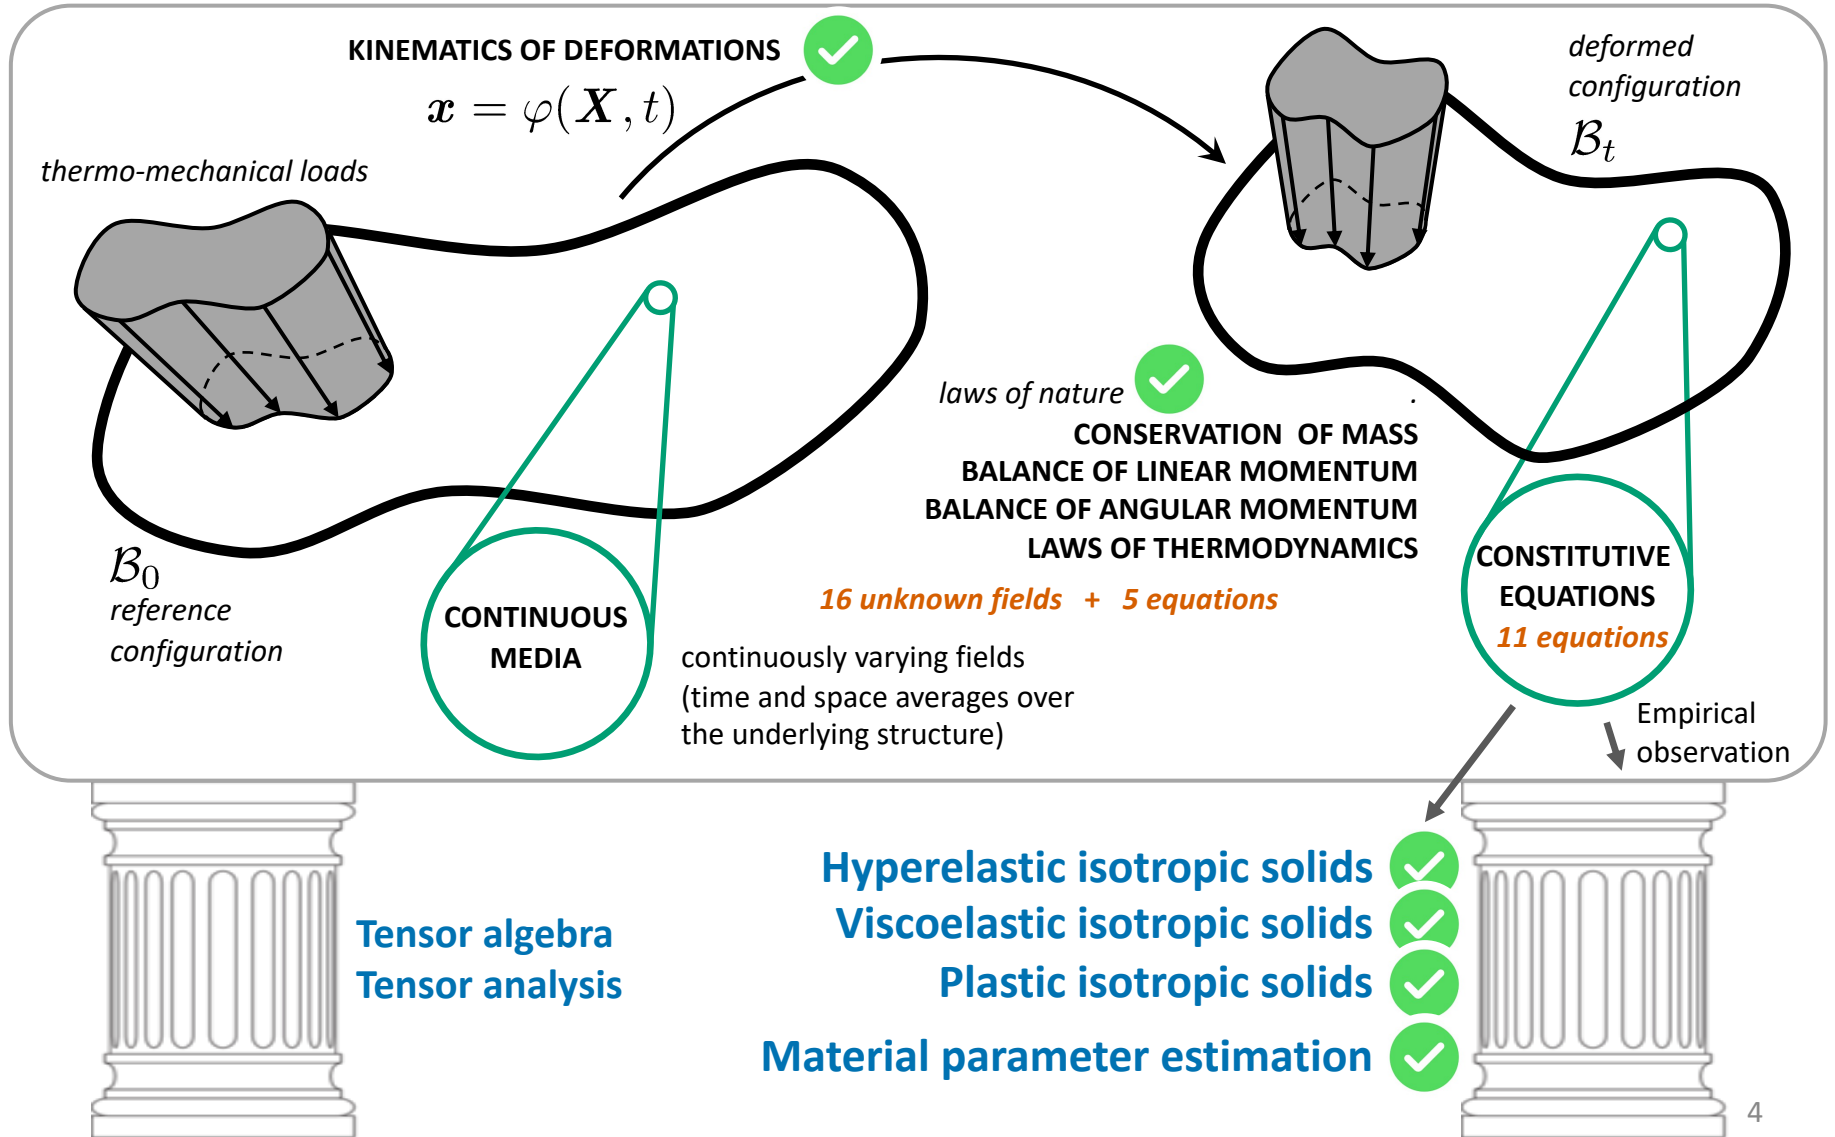 KINEMATICS OF DEFORMATIONS
x = φ(X, t)
thermo-mechanical loads
deformed
configuration
ℬₜ
laws of nature
.
CONSERVATION OF MASS
BALANCE OF LINEAR MOMENTUM
BALANCE OF ANGULAR MOMENTUM
LAWS OF THERMODYNAMICS
16 unknown fields + 5 equations
ℬ₀
reference
configuration
CONTINUOUS
MEDIA
continuously varying fields
(time and space averages over
the underlying structure)
CONSTITUTIVE
EQUATIONS
11 equations
Empirical
observation
Tensor algebra
Tensor analysis
Hyperelastic isotropic solids
Viscoelastic isotropic solids
Plastic isotropic solids
Material parameter estimation
4